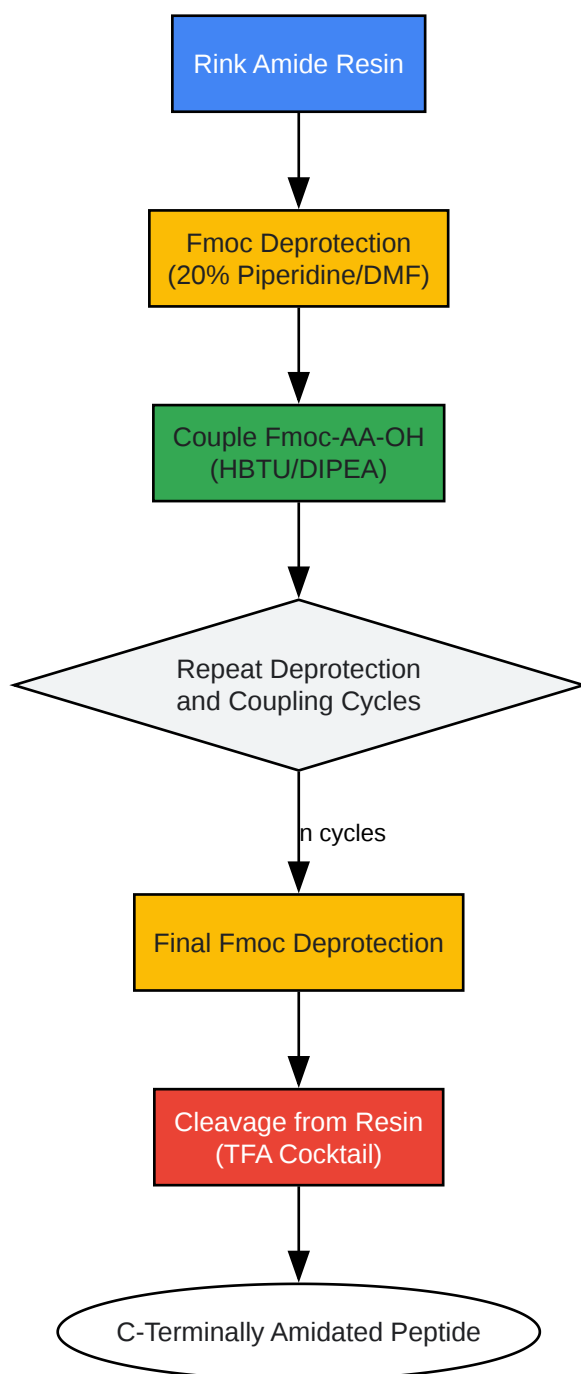 Rink Amide Resin
Fmoc Deprotection
(20% Piperidine/DMF)
Couple Fmoc-AA-OH
(HBTU/DIPEA)
Repeat Deprotection
and Coupling Cycles
n cycles
Final Fmoc Deprotection
Cleavage from Resin
(TFA Cocktail)
C-Terminally Amidated Peptide